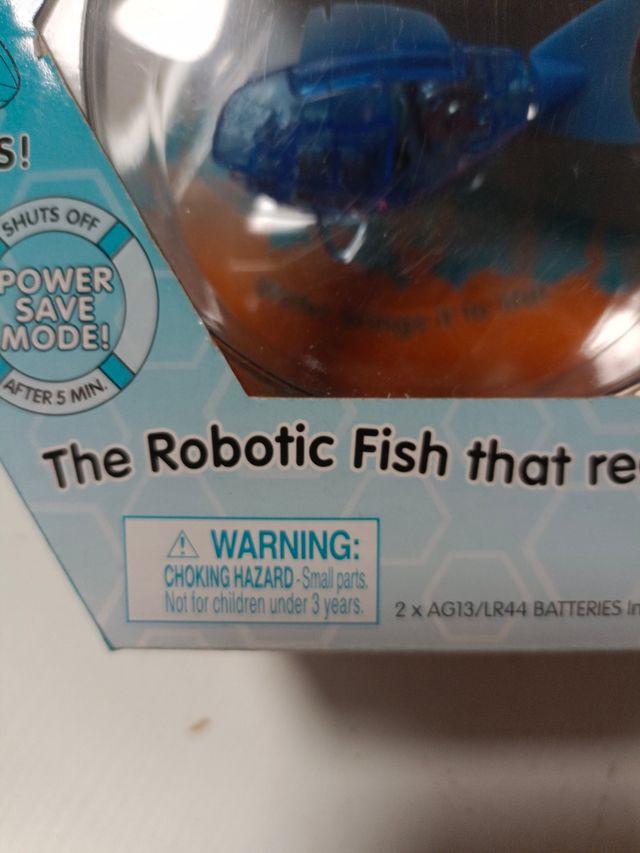 S!
SHUTS OFF
POWER
SAVE
MODE!
AFTER 5 MIN.
The Robotic Fish that re
WARNING:
CHOKING HAZARD - Small parts.
Not for children under 3 years.
2 x AG13/LR44 BATTERIES In